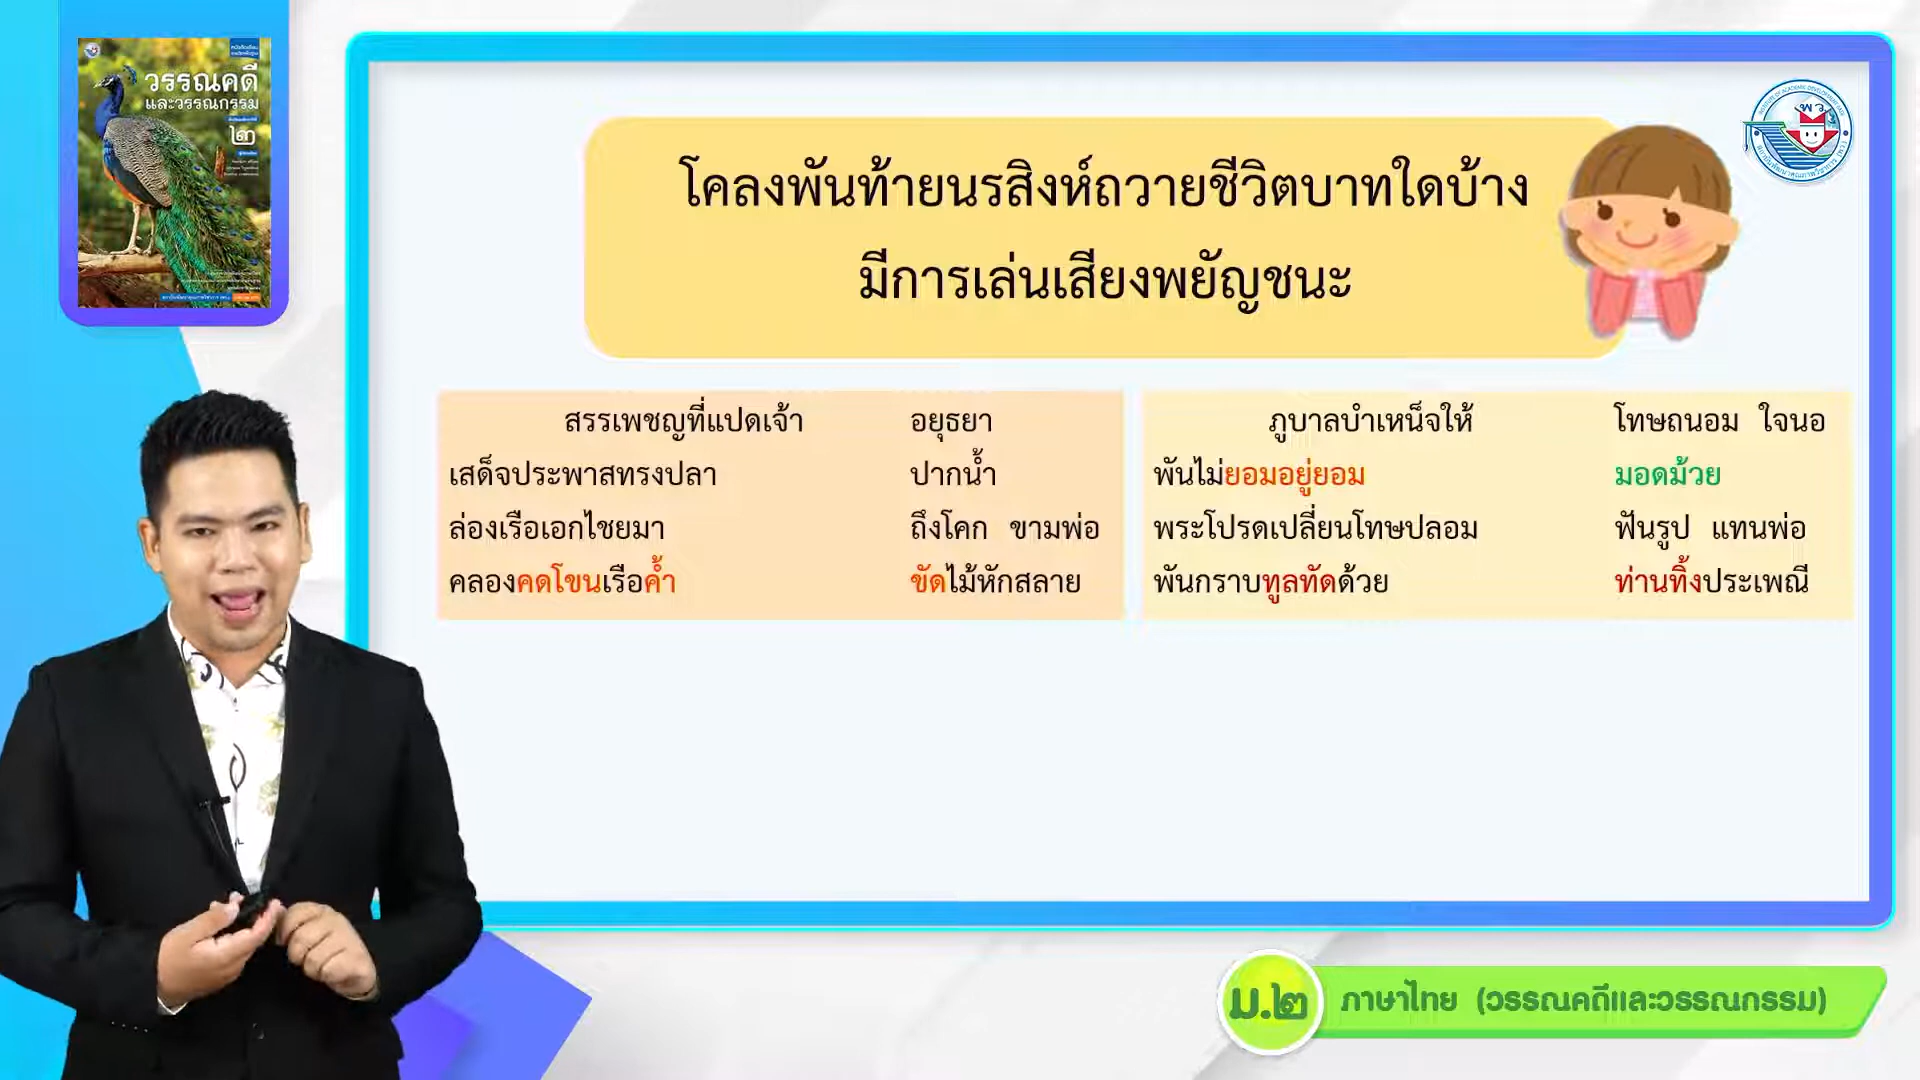 วรรณคดี
และวรรณกรรม
๒
พว.
โคลงพันท้ายนรสิงห์ถวายชีวิตบาทใดบ้าง
มีการเล่นเสียงพยัญชนะ
สรรเพชญที่แปดเจ้า อยุธยา
เสด็จประพาสทรงปลา ปากน้ำ
ล่องเรือเอกไชยมา ถึงโคก ขามพ่อ
คลองคดโขนเรือค้ำ ขัดไม้หักสลาย
ภูบาลบำเหน็จให้ โทษถนอม ใจนอ
พันไม่ยอมอยู่ยอม มอดม้วย
พระโปรดเปลี่ยนโทษปลอม ฟันรูป แทนพ่อ
พันกราบทูลทัดด้วย ท่านทิ้งประเพณี
ม.๒ ภาษาไทย (วรรณคดีและวรรณกรรม)